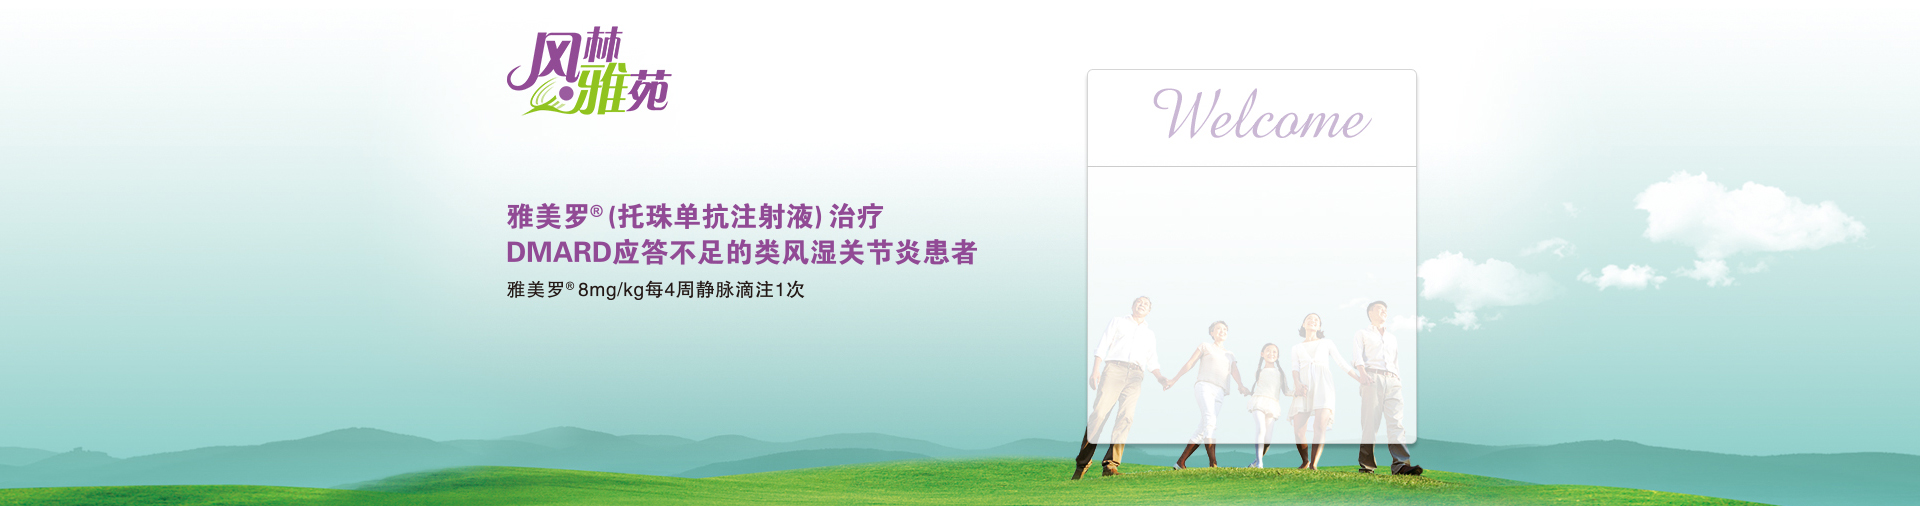 风林雅苑
Welcome
雅美罗®(托珠单抗注射液)治疗
DMARD应答不足的类风湿关节炎患者
雅美罗®8mg/kg每4周静脉滴注1次